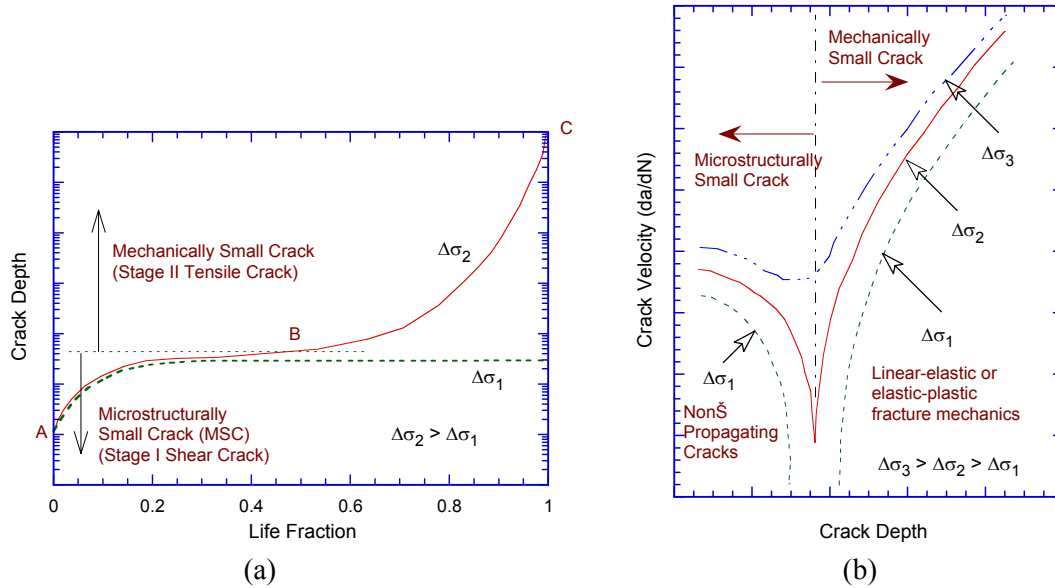 C
Δσ2
Mechanically Small Crack
(Stage II Tensile Crack)
B
Δσ1
A
Microstructurally
Small Crack (MSC)
(Stage I Shear Crack)
Δσ2 > Δσ1
Crack Depth
0
0.2
0.4
0.6
0.8
1
Life Fraction
(a)
Mechanically
Small Crack
Microstructurally
Small Crack
Δσ3
Δσ2
Δσ1
Δσ1
NonŠ
Propagating
Cracks
Linear-elastic or
elastic-plastic
fracture mechanics
Δσ3 > Δσ2 > Δσ1
Crack Velocity (da/dN)
Crack Depth
(b)